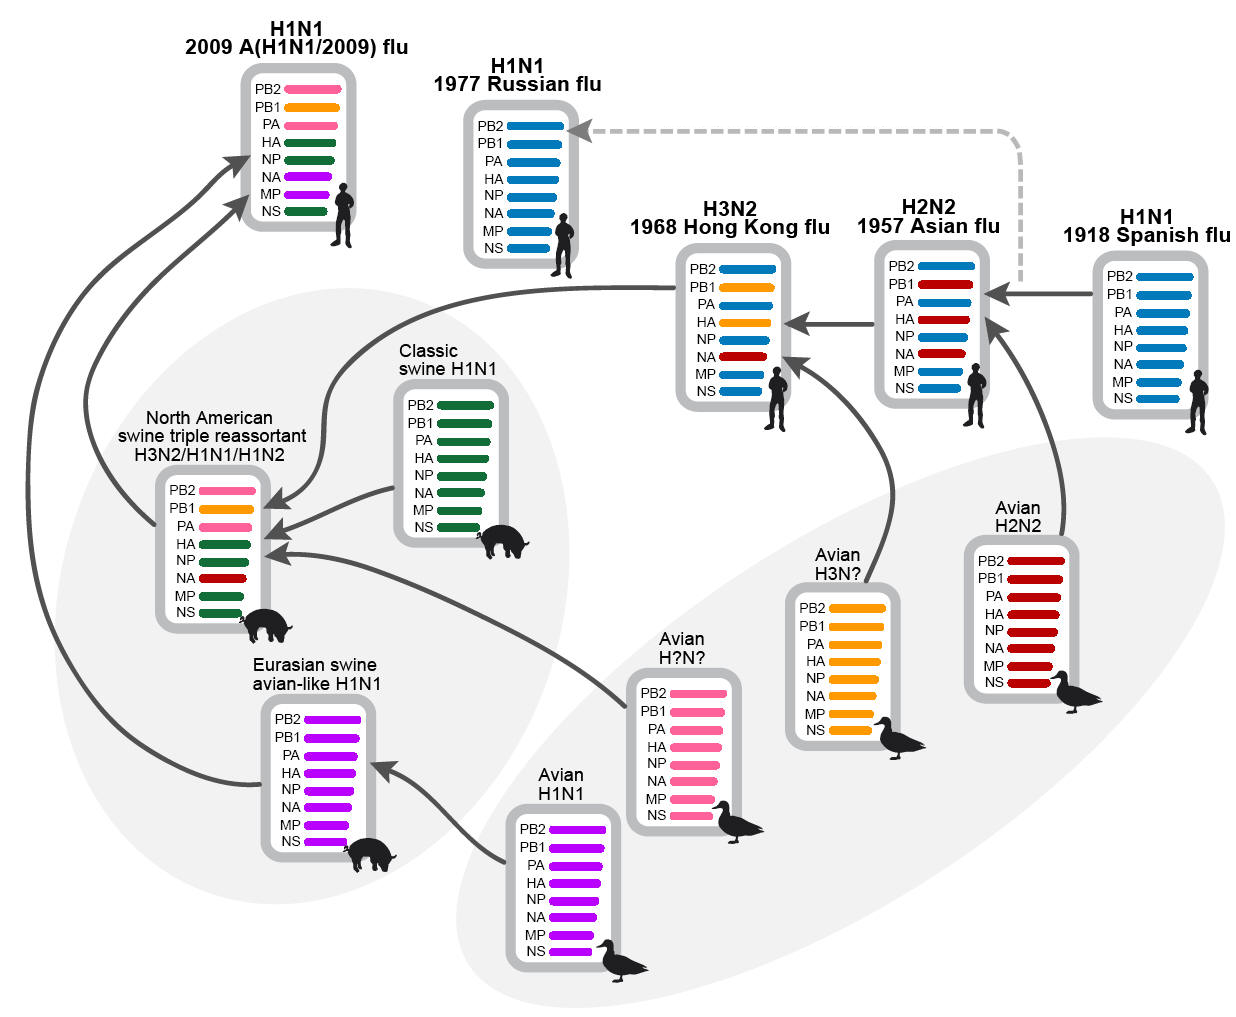 H1N1
2009 A(H1N1/2009) flu
PB2
PB1
PA
HA
NP
NA
MP
NS
H1N1
1977 Russian flu
PB2
PB1
PA
HA
NP
NA
MP
NS
H3N2
1968 Hong Kong flu
PB2
PB1
PA
HA
NP
NA
MP
NS
H2N2
1957 Asian flu
PB2
PB1
PA
HA
NP
NA
MP
NS
H1N1
1918 Spanish flu
PB2
PB1
PA
HA
NP
NA
MP
NS
Classic
swine H1N1
PB2
PB1
PA
HA
NP
NA
MP
NS
North American
swine triple reassortant
H3N2/H1N1/H1N2
PB2
PB1
PA
HA
NP
NA
MP
NS
Eurasian swine
avian-like H1N1
PB2
PB1
PA
HA
NP
NA
MP
NS
Avian
H1N1
PB2
PB1
PA
HA
NP
NA
MP
NS
Avian
H?N?
PB2
PB1
PA
HA
NP
NA
MP
NS
Avian
H3N?
PB2
PB1
PA
HA
NP
NA
MP
NS
Avian
H2N2
PB2
PB1
PA
HA
NP
NA
MP
NS